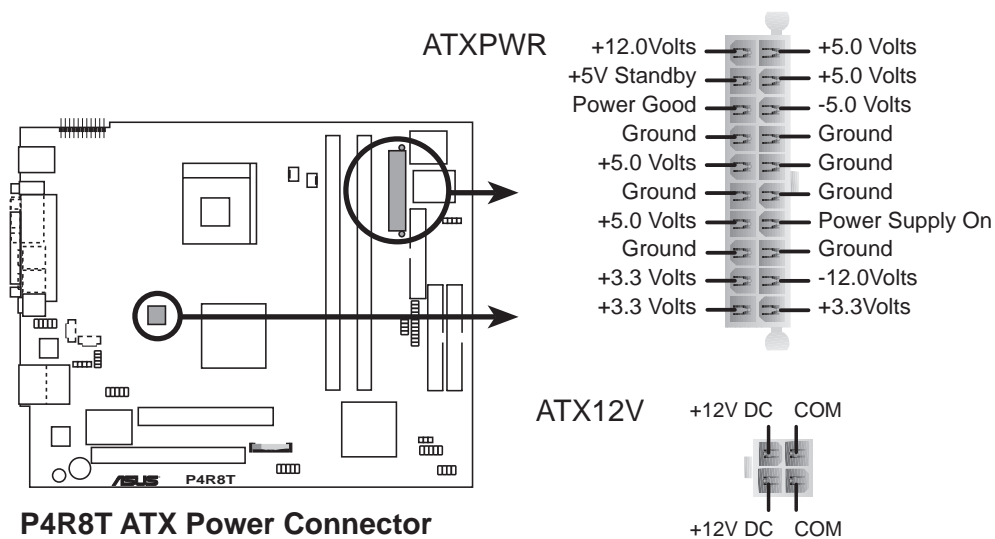 ATXPWR
+12.0Volts +5.0 Volts
+5V Standby +5.0 Volts
Power Good -5.0 Volts
Ground Ground
+5.0 Volts Ground
Ground Ground
+5.0 Volts Power Supply On
Ground Ground
+3.3 Volts -12.0Volts
+3.3 Volts +3.3Volts
ATX12V
+12V DC COM
+12V DC COM
ASUS P4R8T
P4R8T ATX Power Connector